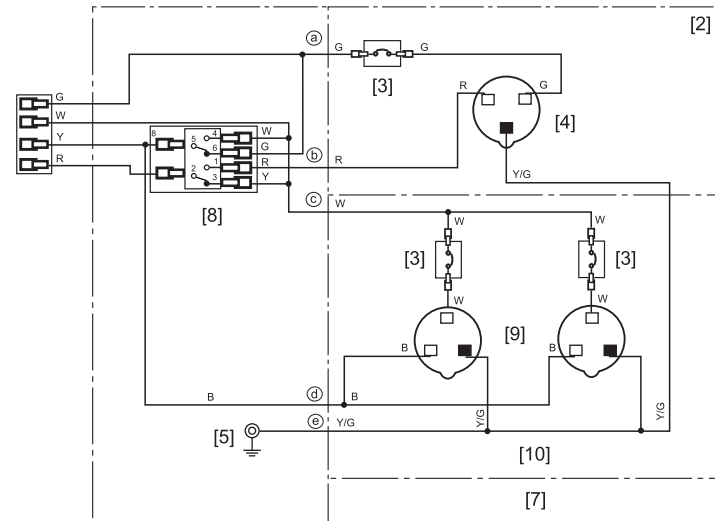 [2]
ⓐ G G
G [3]
W R G [4]
Y 8 5 4 W
6 G ⓑ
R 1 R R
2 3 Y Y/G
[8] ⓒ W
W W
[3] [3]
W W
[9]
B B
B ⓓ B
Y/G Y/G
[5] ⓔ Y/G
[10]
[7]